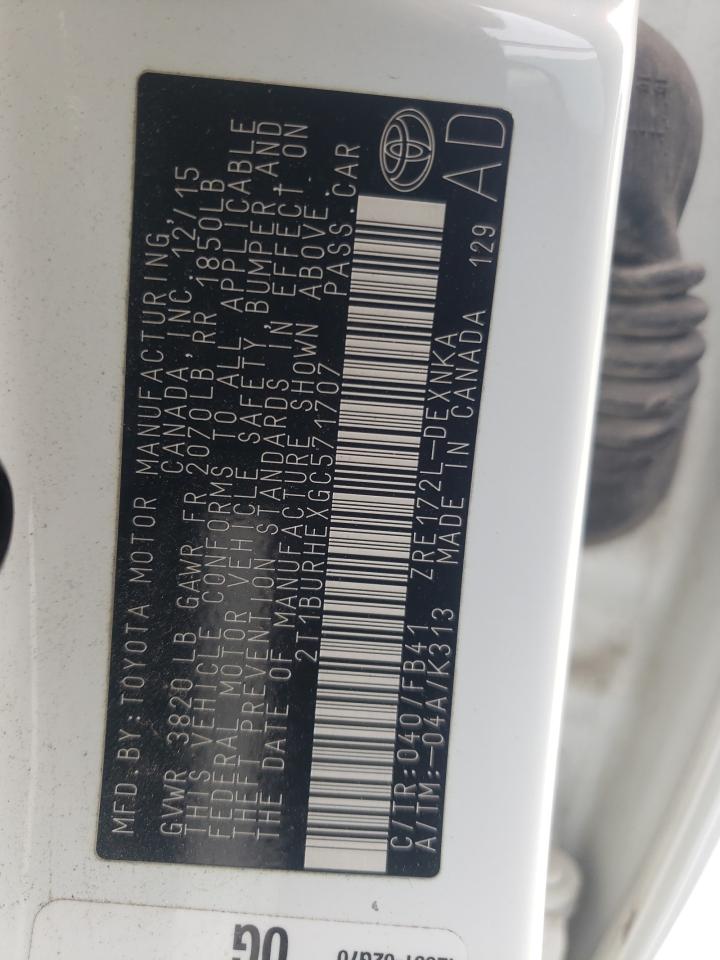 MFD.BY:TOYOTA MOTOR MANUFACTURING,
CANADA, INC. 12/15
GVWR 3820 LB GAWR FR 2070LB, RR 1850LB
THIS VEHICLE CONFORMS TO ALL APPLICABLE
FEDERAL MOTOR VEHICLE SAFETY, BUMPER AND
THEFT PREVENTION STANDARDS IN EFFECT ON
THE DATE OF MANUFACTURE SHOWN ABOVE.
2T1BURHEXGC571707 PASS.CAR
C/TR:040/FB41 ZRE172L-DEXNKA 129
A/TM:-04A/K313 MADE IN CANADA
AD
OG